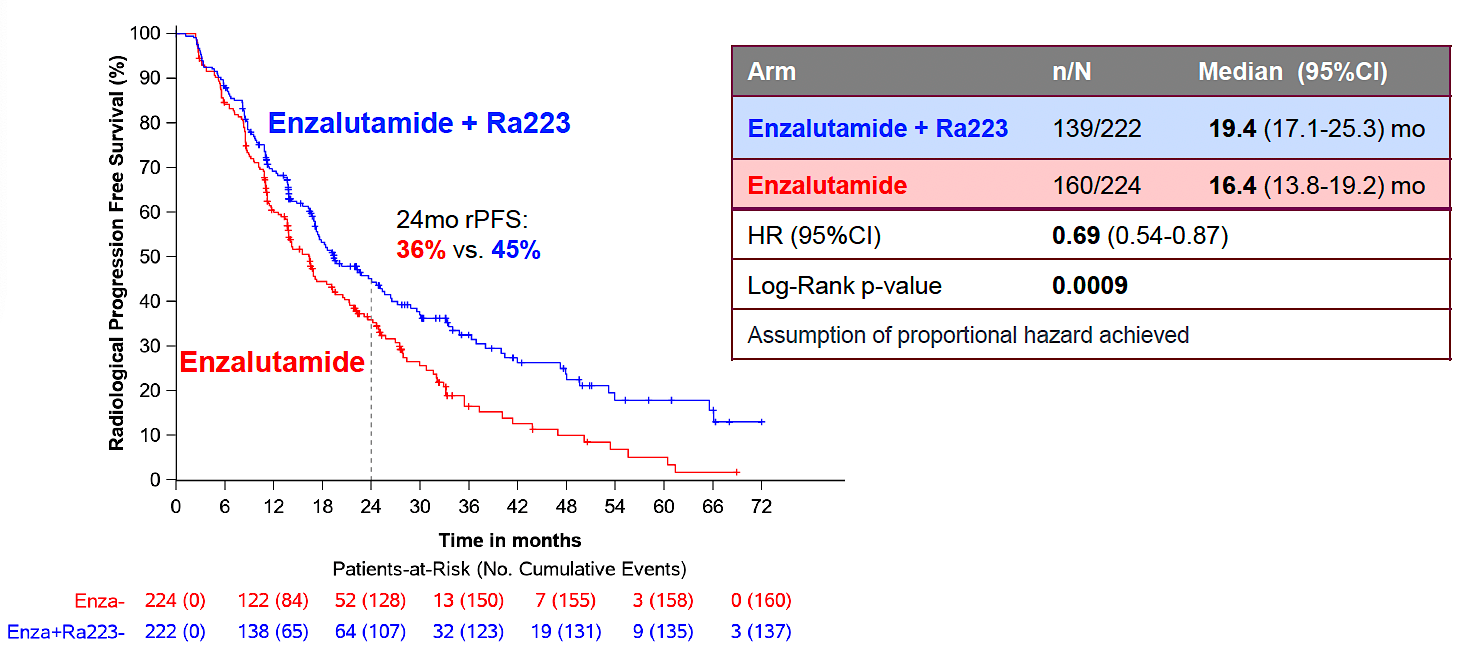 Radiological Progression Free Survival (%)
100
90
80
70
60
50
40
30
20
10
0
Enzalutamide + Ra223
24mo rPFS:
36% vs. 45%
Enzalutamide
0 6 12 18 24 30 36 42 48 54 60 66 72
Time in months
Patients-at-Risk (No. Cumulative Events)
Enza- 224 (0) 122 (84) 52 (128) 13 (150) 7 (155) 3 (158) 0 (160)
Enza+Ra223- 222 (0) 138 (65) 64 (107) 32 (123) 19 (131) 9 (135) 3 (137)
Arm n/N Median (95%CI)
Enzalutamide + Ra223 139/222 19.4 (17.1-25.3) mo
Enzalutamide 160/224 16.4 (13.8-19.2) mo
HR (95%CI) 0.69 (0.54-0.87)
Log-Rank p-value 0.0009
Assumption of proportional hazard achieved